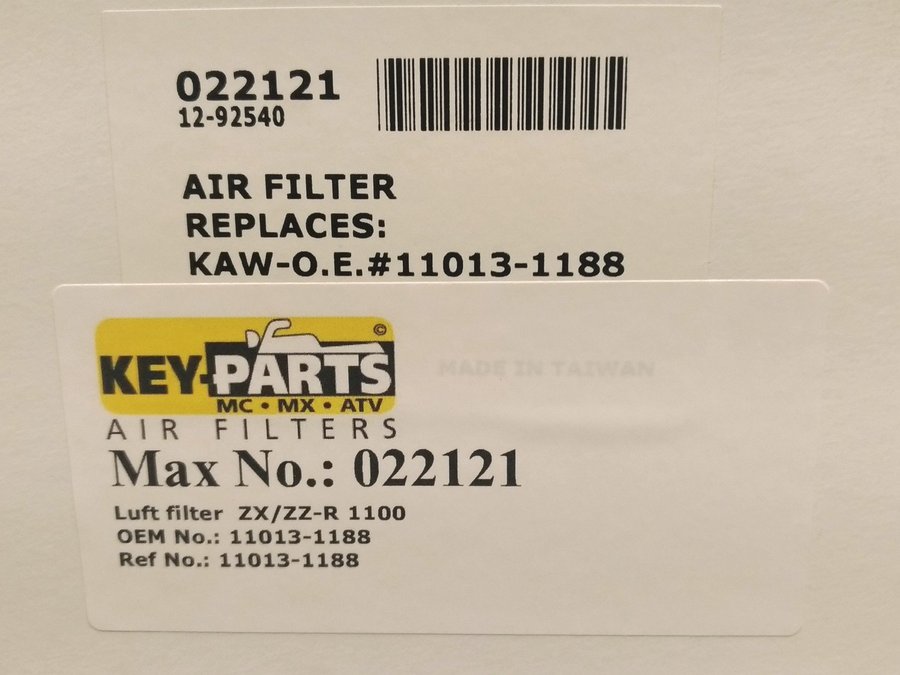 022121
12-92540
AIR FILTER
REPLACES:
KAW-O.E.#11013-1188
©
KEY-PARTS
MC • MX • ATV
AIR FILTERS
MADE IN TAIWAN
Max No.: 022121
Luft filter ZX/ZZ-R 1100
OEM No.: 11013-1188
Ref No.: 11013-1188